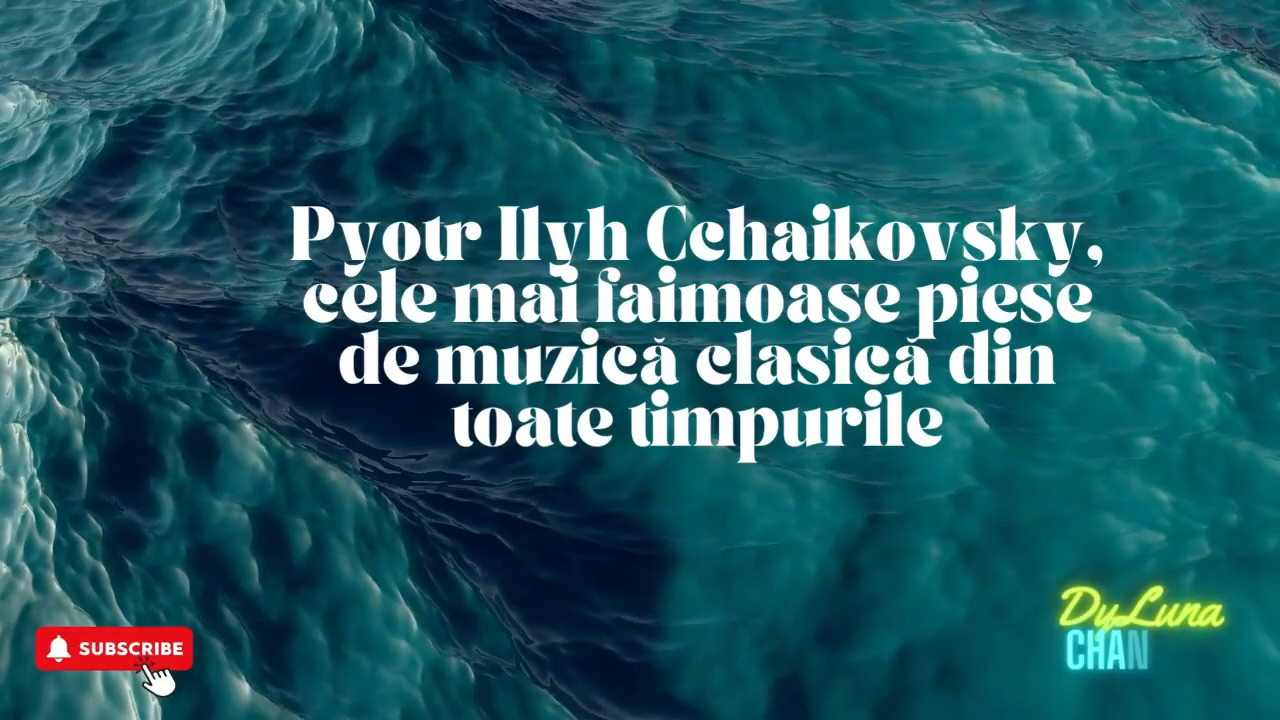 Pyotr Ilyh Cchaikovsky,
cele mai faimoase piese
de muzică clasică din
toate timpurile
DyLuna
CHAN
SUBSCRIBE